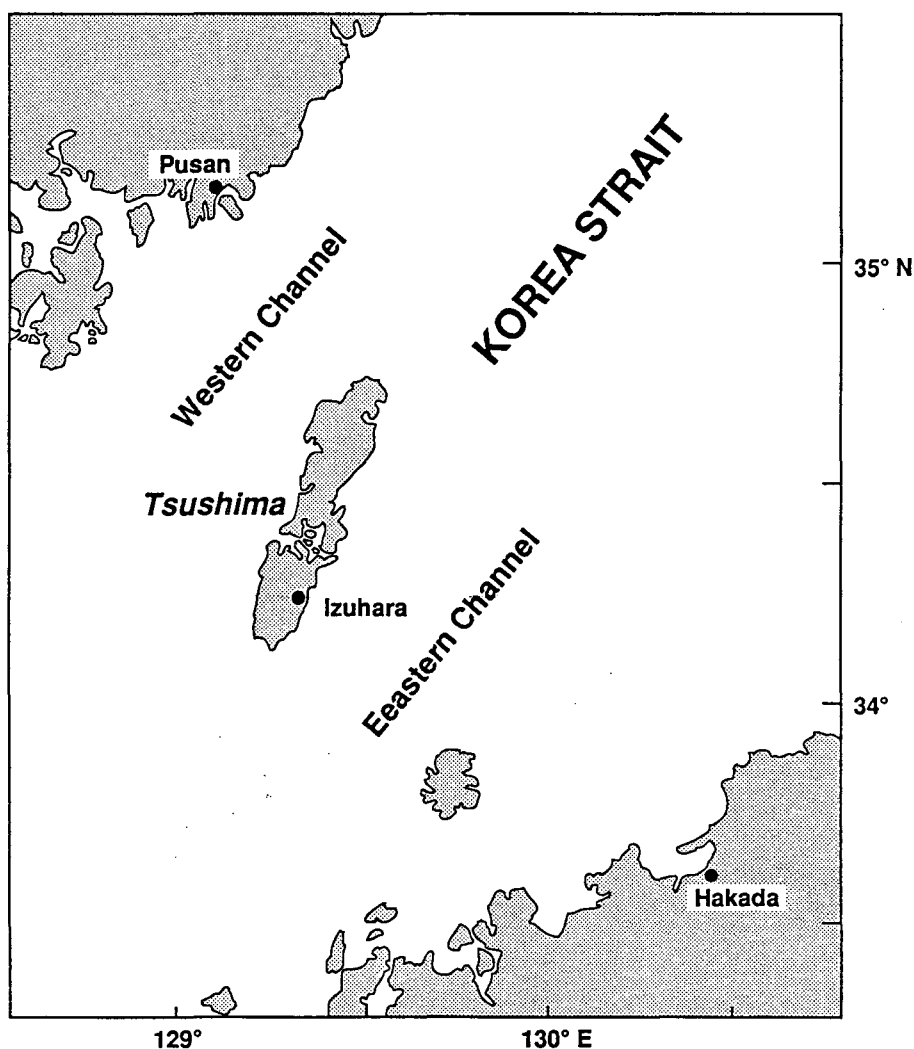 Pusan
KOREA STRAIT
35° N
Western Channel
Tsushima
Izuhara
Eeastern Channel
34°
Hakada
129°
130° E